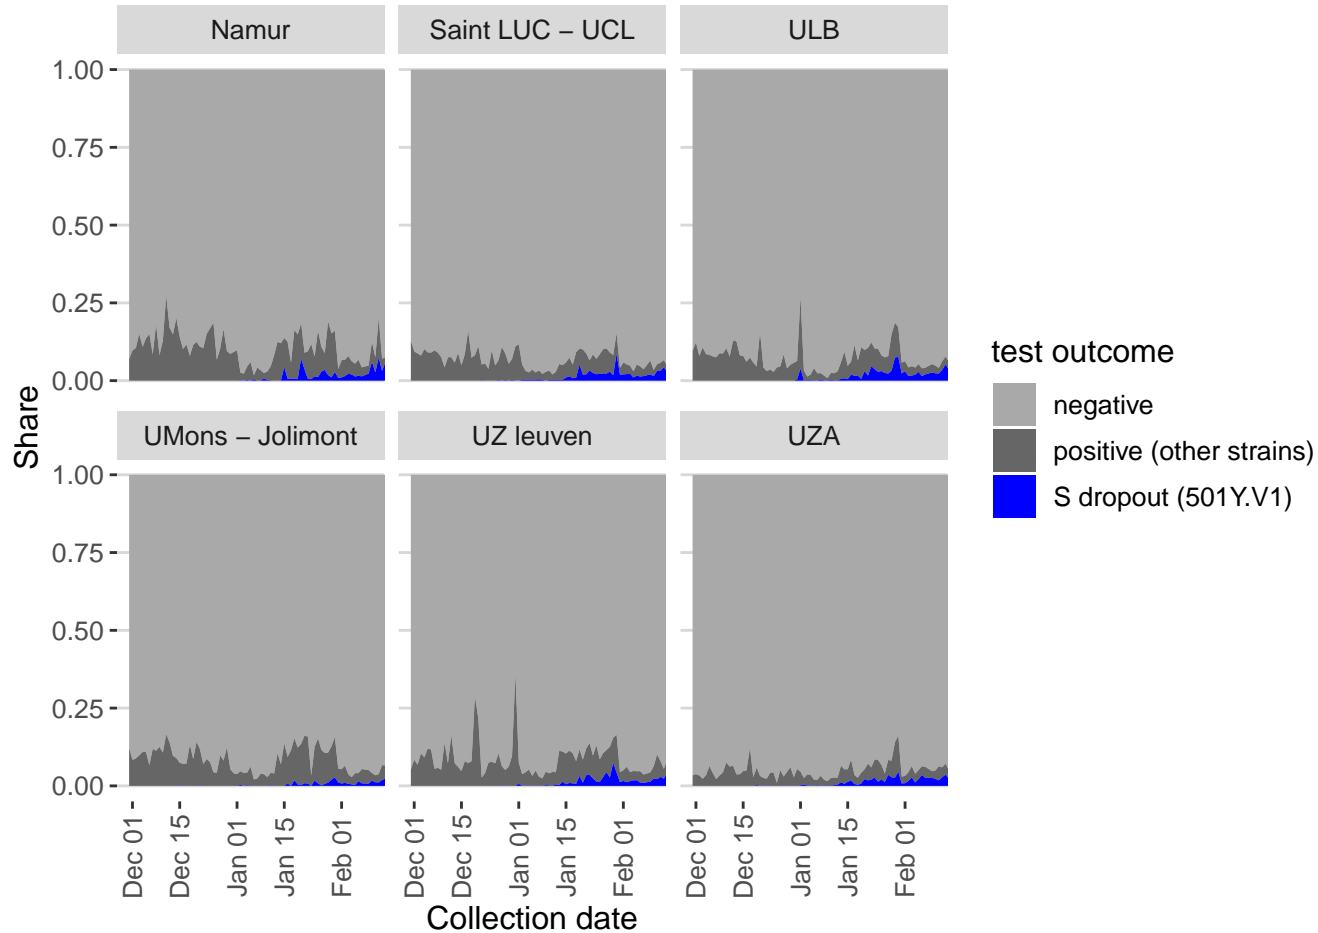 Namur
Saint LUC − UCL
ULB
1.00
0.75
0.50
0.25
0.00
UMons − Jolimont
UZ leuven
UZA
1.00
0.75
0.50
0.25
0.00
Share
Dec 01
Dec 15
Jan 01
Jan 15
Feb 01
Dec 01
Dec 15
Jan 01
Jan 15
Feb 01
Dec 01
Dec 15
Jan 01
Jan 15
Feb 01
Collection date
test outcome
negative
positive (other strains)
S dropout (501Y.V1)